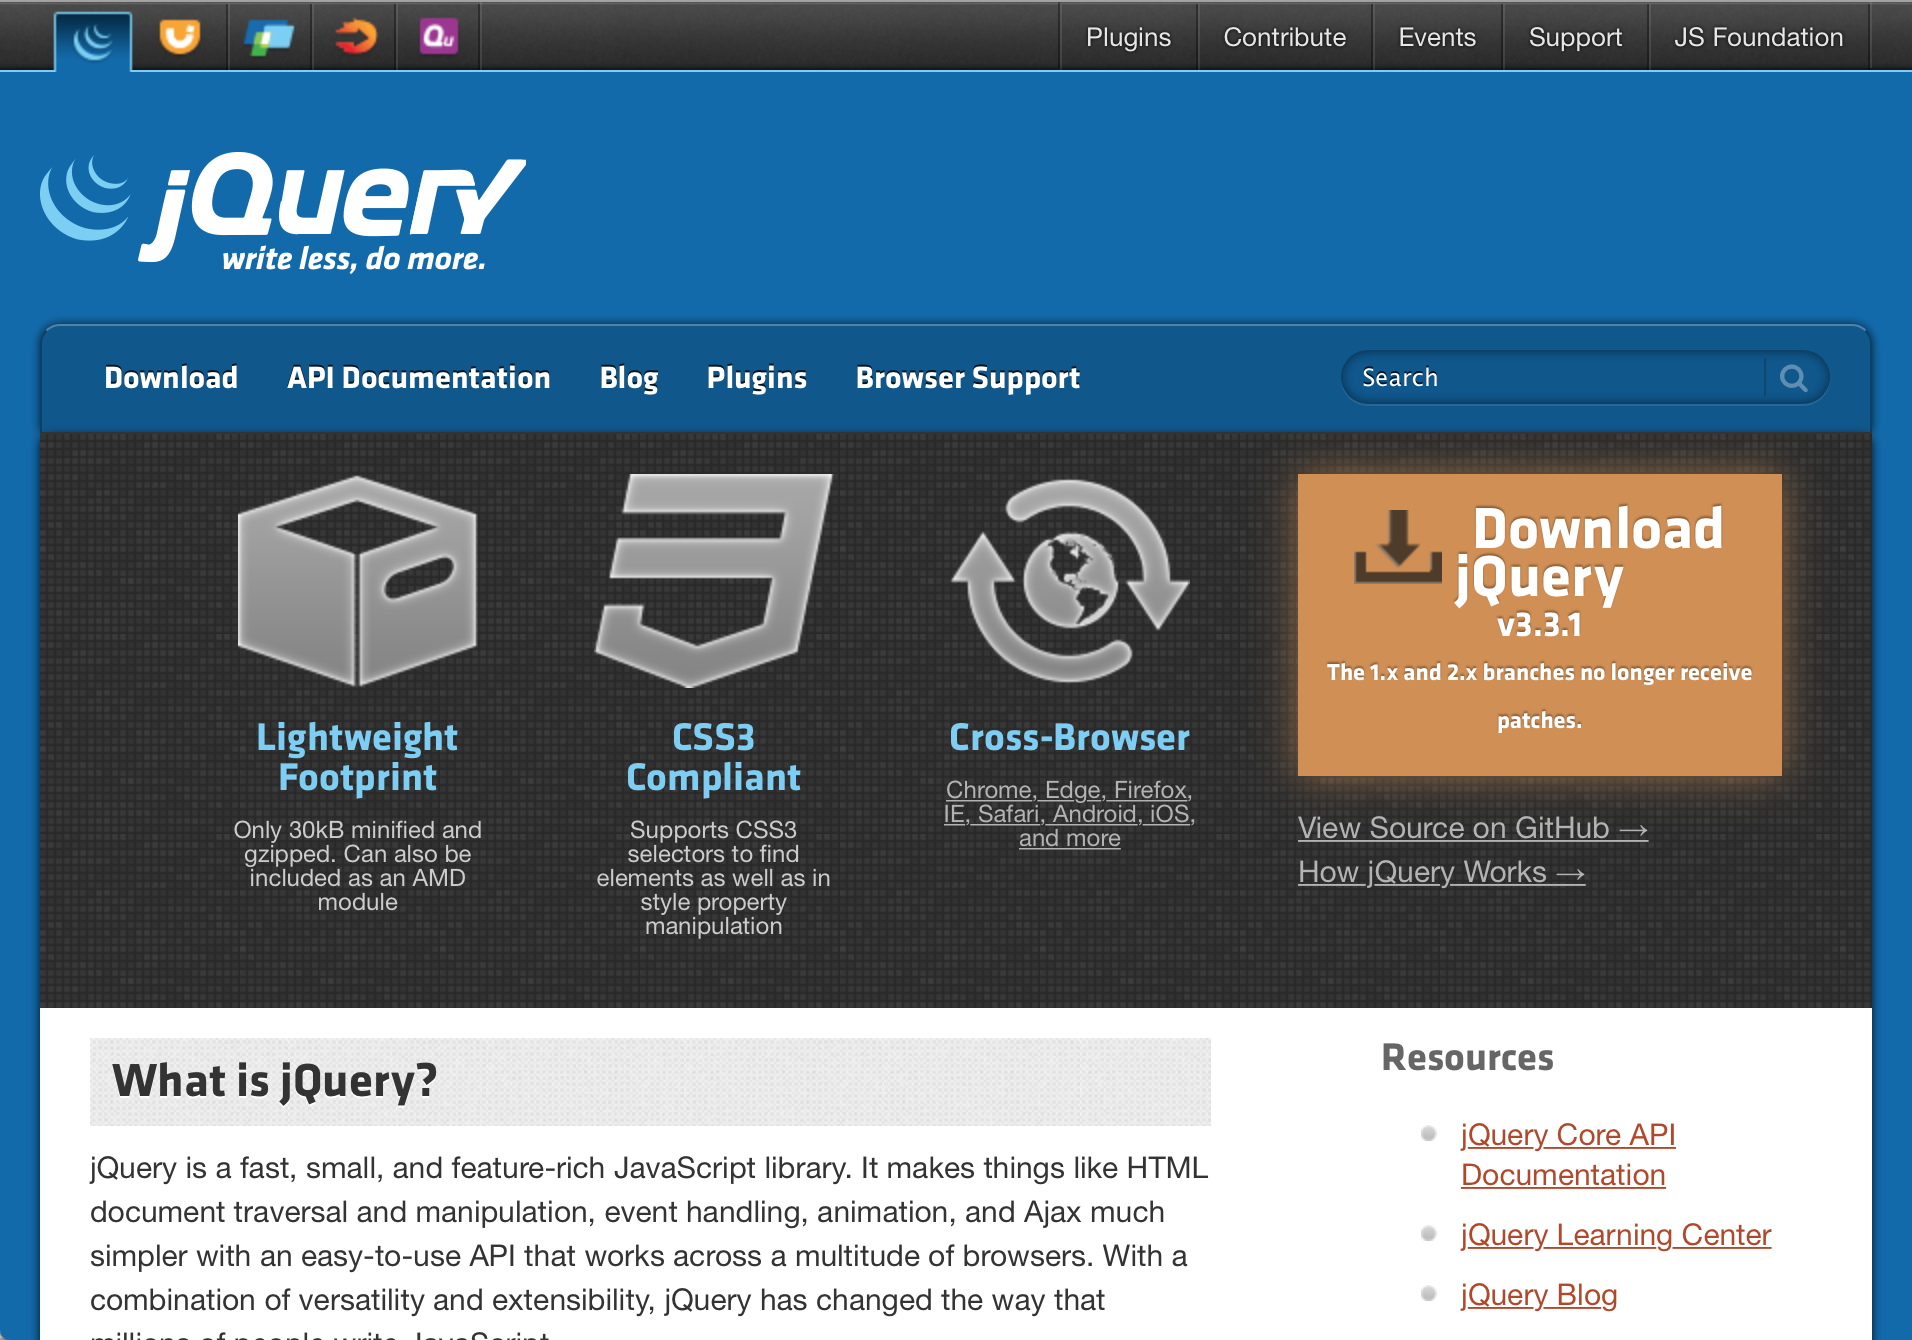 Qu
Plugins
Contribute
Events
Support
JS Foundation
jQuery
write less, do more.
Download
API Documentation
Blog
Plugins
Browser Support
Search
Lightweight
Footprint
Only 30kB minified and
gzipped. Can also be
included as an AMD
module
CSS3
Compliant
Supports CSS3
selectors to find
elements as well as in
style property
manipulation
Cross-Browser
Chrome, Edge, Firefox,
IE, Safari, Android, iOS,
and more
Download
jQuery
v3.3.1
The 1.x and 2.x branches no longer receive
patches.
View Source on GitHub →
How jQuery Works →
What is jQuery?
jQuery is a fast, small, and feature-rich JavaScript library. It makes things like HTML
document traversal and manipulation, event handling, animation, and Ajax much
simpler with an easy-to-use API that works across a multitude of browsers. With a
combination of versatility and extensibility, jQuery has changed the way that
millions of people write JavaScript.
Resources
jQuery Core API
Documentation
jQuery Learning Center
jQuery Blog